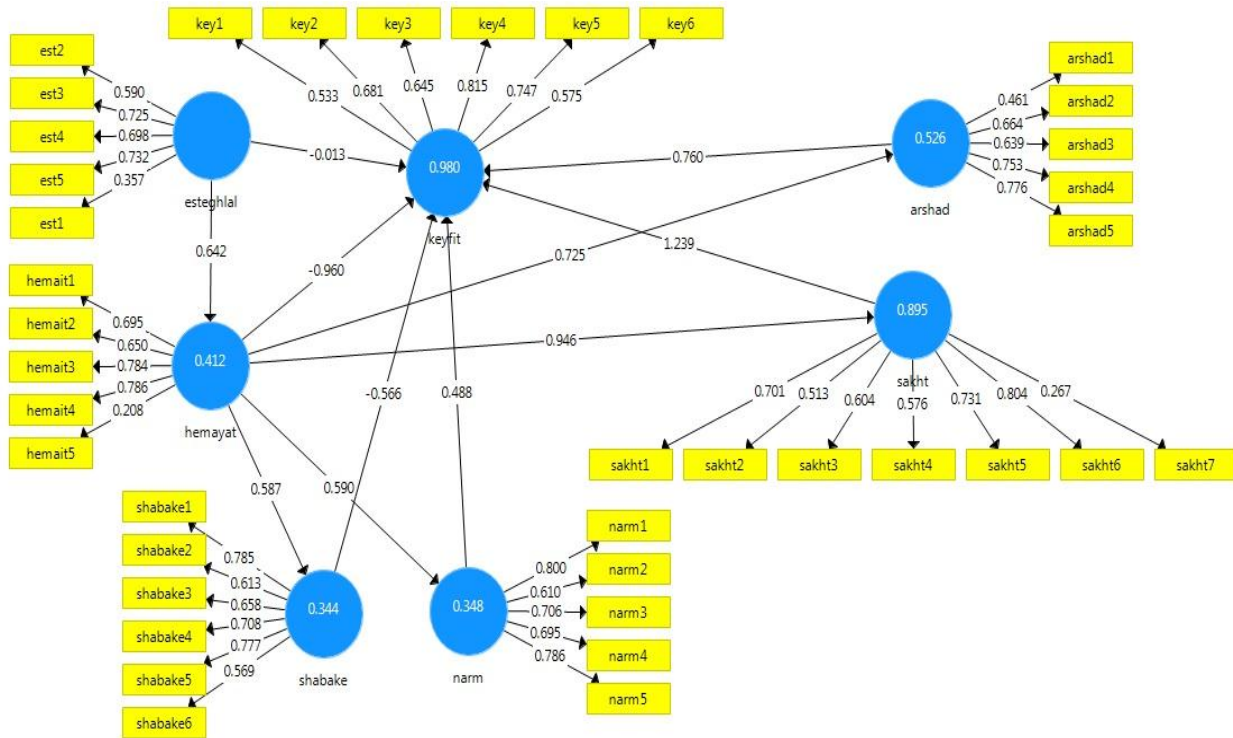 key1
key2
key3
key4
key5
key6
0.533
0.681
0.645
0.815
0.747
0.575
est2
est3
est4
est5
est1
0.590
0.725
0.698
0.732
0.357
esteghlal
-0.013
0.980
keyfit
0.760
0.526
arshad
0.461
0.664
0.639
0.753
0.776
arshad1
arshad2
arshad3
arshad4
arshad5
0.642
-0.960
0.725
1.239
hemait1
hemait2
hemait3
hemait4
hemait5
0.695
0.650
0.784
0.786
0.208
0.412
hemayat
0.946
0.895
sakht
-0.566
0.488
0.701
0.513
0.604
0.576
0.731
0.804
0.267
sakht1
sakht2
sakht3
sakht4
sakht5
sakht6
sakht7
0.587
0.590
shabake1
shabake2
shabake3
shabake4
shabake5
shabake6
0.785
0.613
0.658
0.708
0.777
0.569
0.344
shabake
0.348
narm
0.800
0.610
0.706
0.695
0.786
narm1
narm2
narm3
narm4
narm5